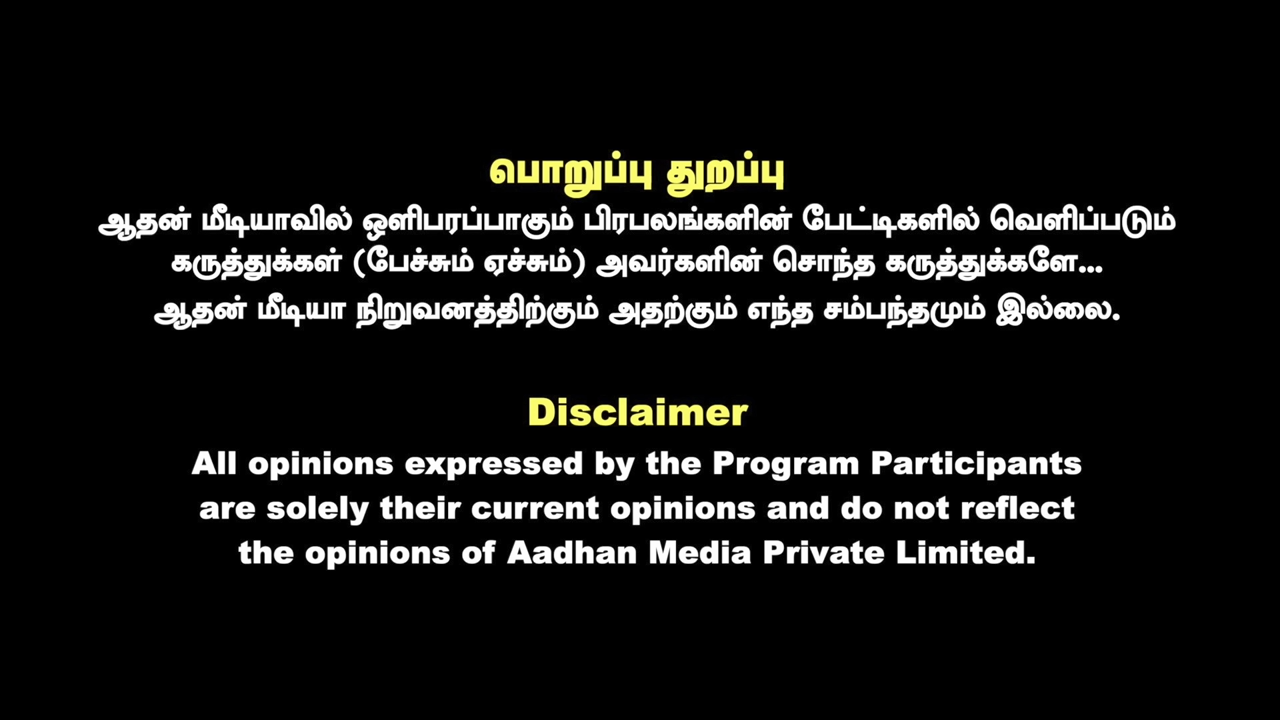 பொறுப்பு துறப்பு
ஆதன் மீடியாவில் ஒளிபரப்பாகும் பிரபலங்களின் பேட்டிகளில் வெளிப்படும்
கருத்துக்கள் (பேச்சும் ஏச்சும்) அவர்களின் சொந்த கருத்துக்களே...
ஆதன் மீடியா நிறுவனத்திற்கும் அதற்கும் எந்த சம்பந்தமும் இல்லை.
Disclaimer
All opinions expressed by the Program Participants
are solely their current opinions and do not reflect
the opinions of Aadhan Media Private Limited.